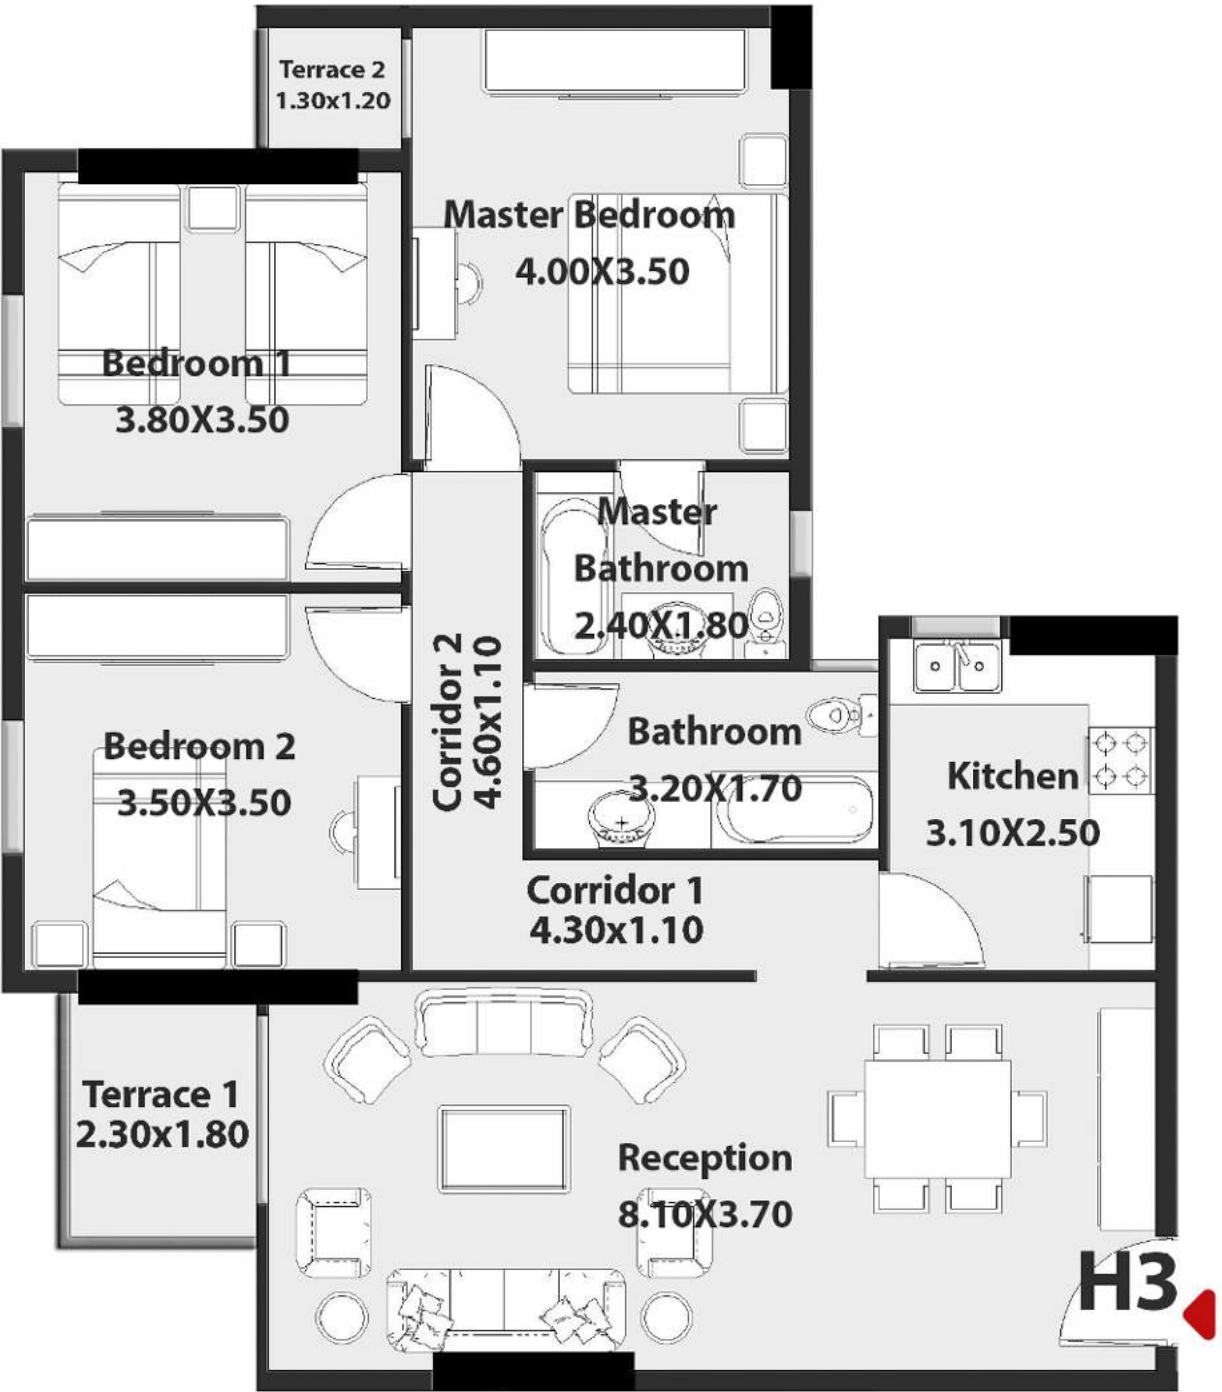 Terrace 2
1.30x1.20
Master Bedroom
4.00X3.50
Bedroom 1
3.80X3.50
Master
Bathroom
2.40X1.80
Corridor 2
4.60x1.10
Bathroom
3.20X1.70
Bedroom 2
3.50X3.50
Kitchen
3.10X2.50
Corridor 1
4.30x1.10
Terrace 1
2.30x1.80
Reception
8.10X3.70
H3